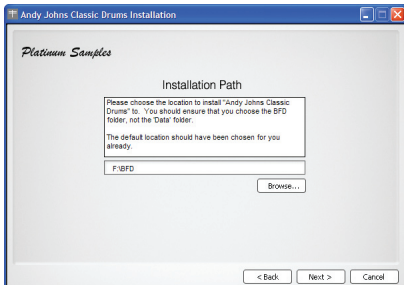 Andy Johns Classic Drums Installation
Platinum Samples
Installation Path
Please choose the location to install "Andy Johns Classic
Drums" to. You should ensure that you choose the BFD
folder, not the 'Data' folder.
The default location should have been chosen for you
already.
F:\BFD
Browse...
< Back Next > Cancel